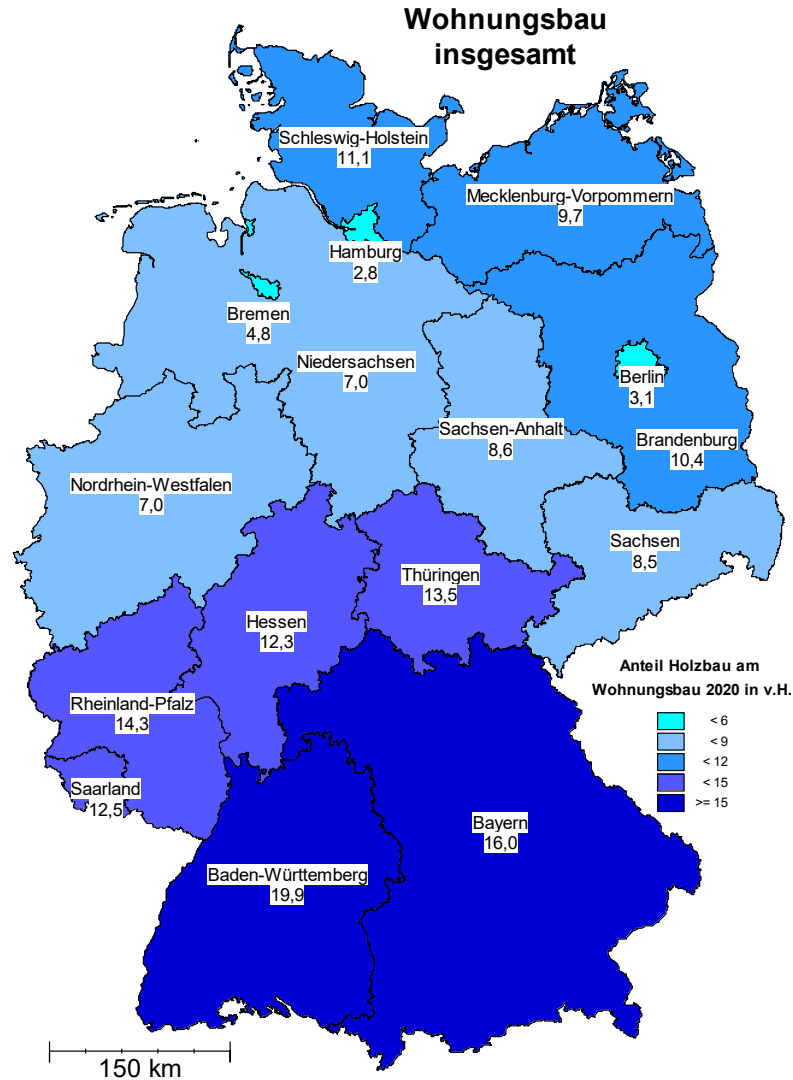 Wohnungsbau
insgesamt
Schleswig-Holstein
11,1
Mecklenburg-Vorpommern
9,7
Hamburg
2,8
Bremen
4,8
Niedersachsen
7,0
Berlin
3,1
Sachsen-Anhalt
8,6
Brandenburg
10,4
Nordrhein-Westfalen
7,0
Sachsen
8,5
Thüringen
13,5
Hessen
12,3
Rheinland-Pfalz
14,3
Saarland
12,5
Bayern
16,0
Baden-Württemberg
19,9
Anteil Holzbau am
Wohnungsbau 2020 in v.H.
< 6
< 9
< 12
< 15
>= 15
150 km